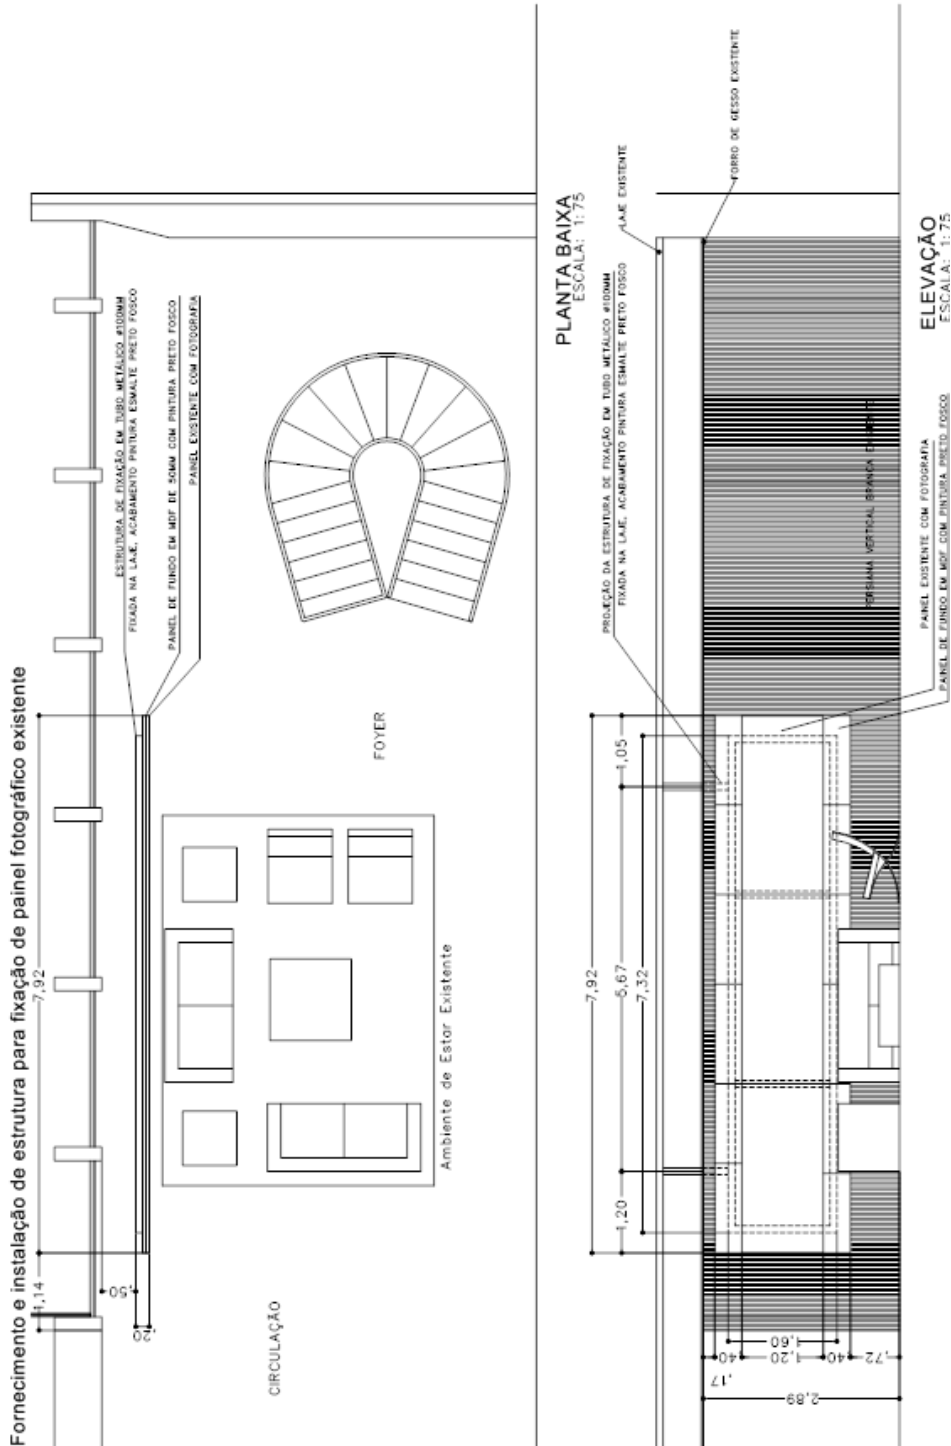 Fornecimento e instalação de estrutura para fixação de painel fotográfico existente
1,14
7,92
,50
,20
ESTRUTURA DE FIXAÇÃO EM TUBO METÁLICO ø100MM
FIXADA NA LAJE, ACABAMENTO PINTURA ESMALTE PRETO FOSCO
PAINEL DE FUNDO EM MDF DE 50MM COM PINTURA PRETO FOSCO
PAINEL EXISTENTE COM FOTOGRAFIA
CIRCULAÇÃO
FOYER
Ambiente de Estar Existente
PLANTA BAIXA
ESCALA: 1:75
PROJEÇÃO DA ESTRUTURA DE FIXAÇÃO EM TUBO METÁLICO ø100MM
FIXADA NA LAJE, ACABAMENTO PINTURA ESMALTE PRETO FOSCO
LAJE EXISTENTE
FORRO DE GESSO EXISTENTE
7,92
1,20
5,67
1,05
7,32
,17
,40
1,60
1,20
,40
,72
2,89
PERSIANA VERTICAL BRANCA
PAINEL EXISTENTE COM FOTOGRAFIA
PAINEL DE FUNDO EM MDF COM PINTURA PRETO FOSCO
ELEVAÇÃO
ESCALA: 1:75